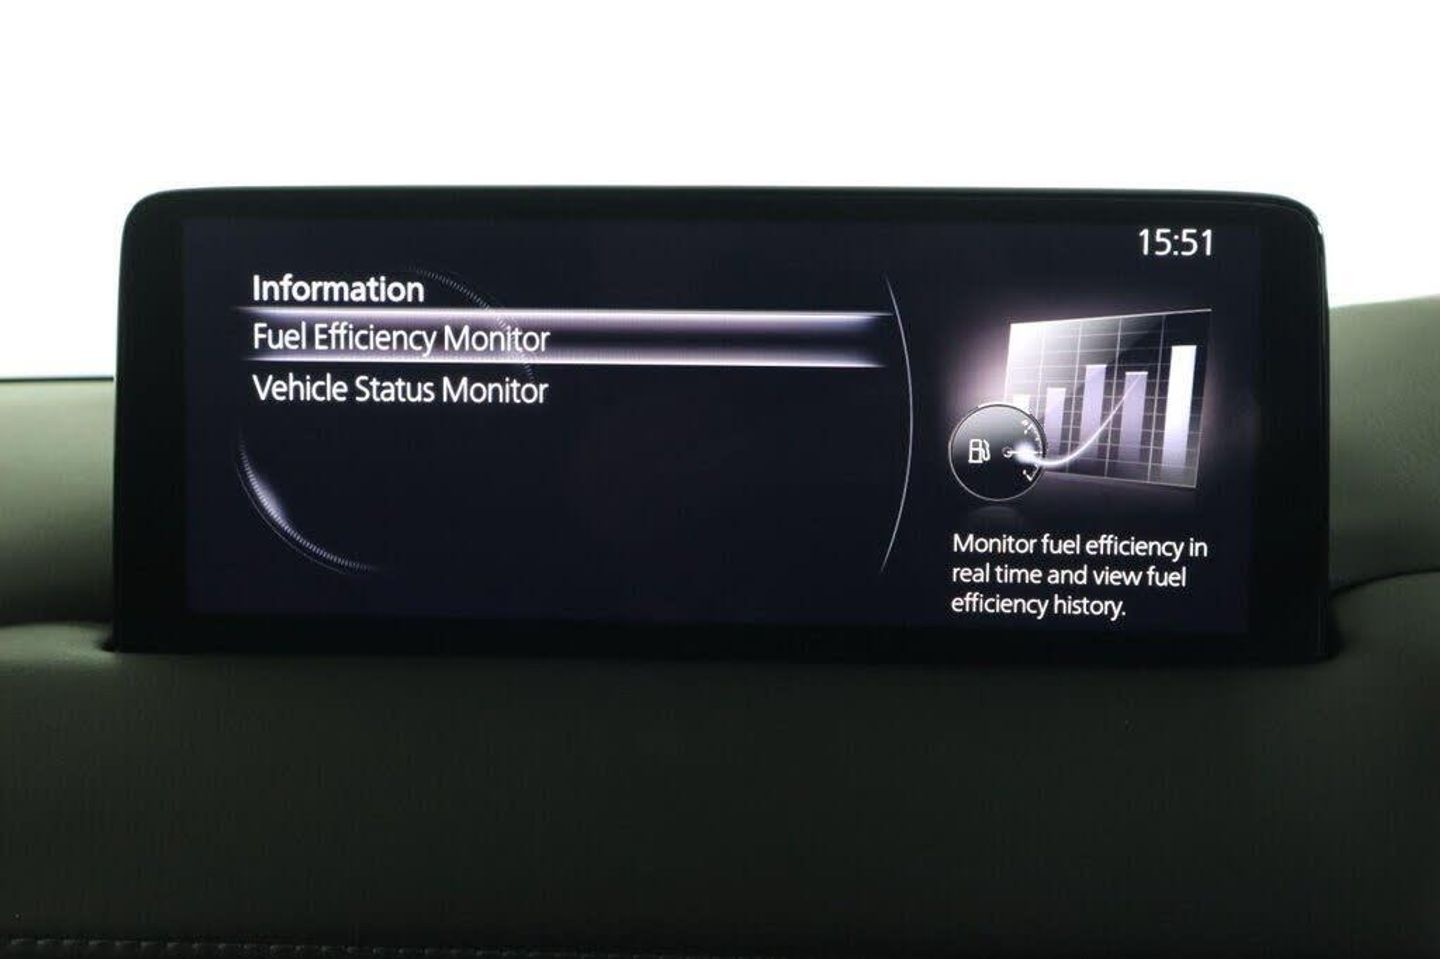 15:51
Information
Fuel Efficiency Monitor
Vehicle Status Monitor
Monitor fuel efficiency in
real time and view fuel
efficiency history.